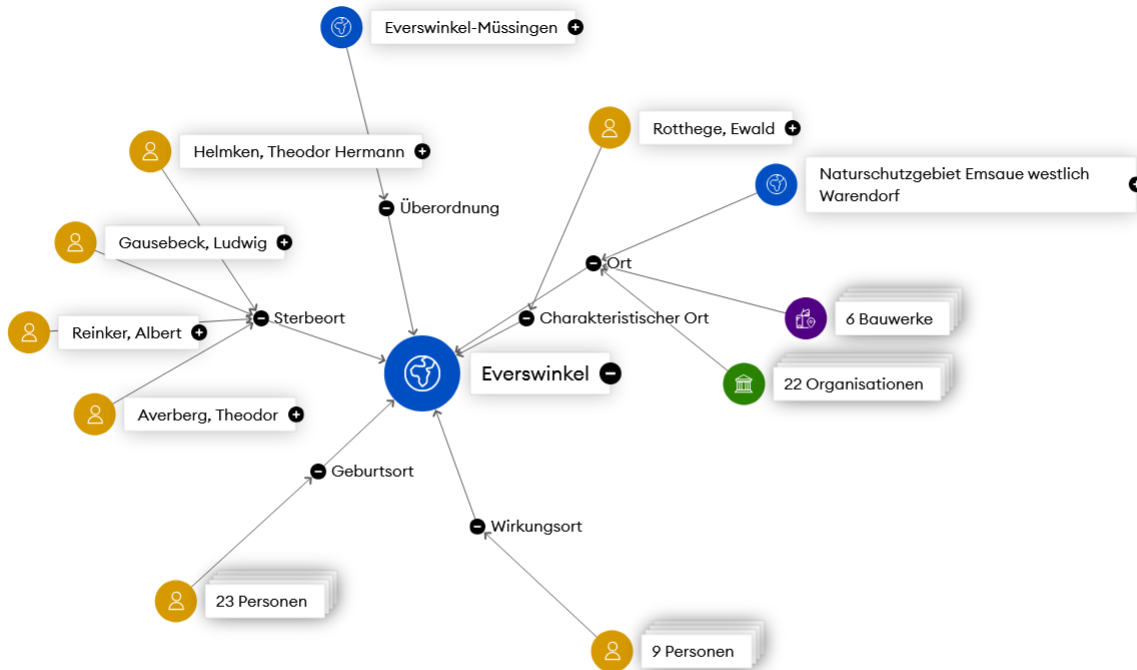 Everswinkel-Müssingen
Rotthege, Ewald
Helmken, Theodor Hermann
Naturschutzgebiet Emsaue westlich
Warendorf
Überordnung
Gausebeck, Ludwig
Ort
Sterbeort
Charakteristischer Ort
6 Bauwerke
Reinker, Albert
Everswinkel
22 Organisationen
Averberg, Theodor
Geburtsort
Wirkungsort
23 Personen
9 Personen